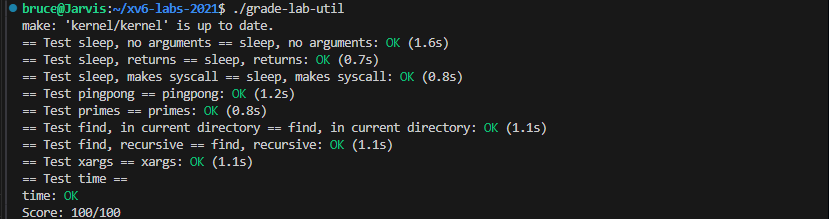 bruce@Jarvis:~/xv6-labs-2021$ ./grade-lab-util
make: 'kernel/kernel' is up to date.
== Test sleep, no arguments == sleep, no arguments: OK (1.6s)
== Test sleep, returns == sleep, returns: OK (0.7s)
== Test sleep, makes syscall == sleep, makes syscall: OK (0.8s)
== Test pingpong == pingpong: OK (1.2s)
== Test primes == primes: OK (0.8s)
== Test find, in current directory == find, in current directory: OK (1.1s)
== Test find, recursive == find, recursive: OK (1.1s)
== Test xargs == xargs: OK (1.1s)
== Test time ==
time: OK
Score: 100/100